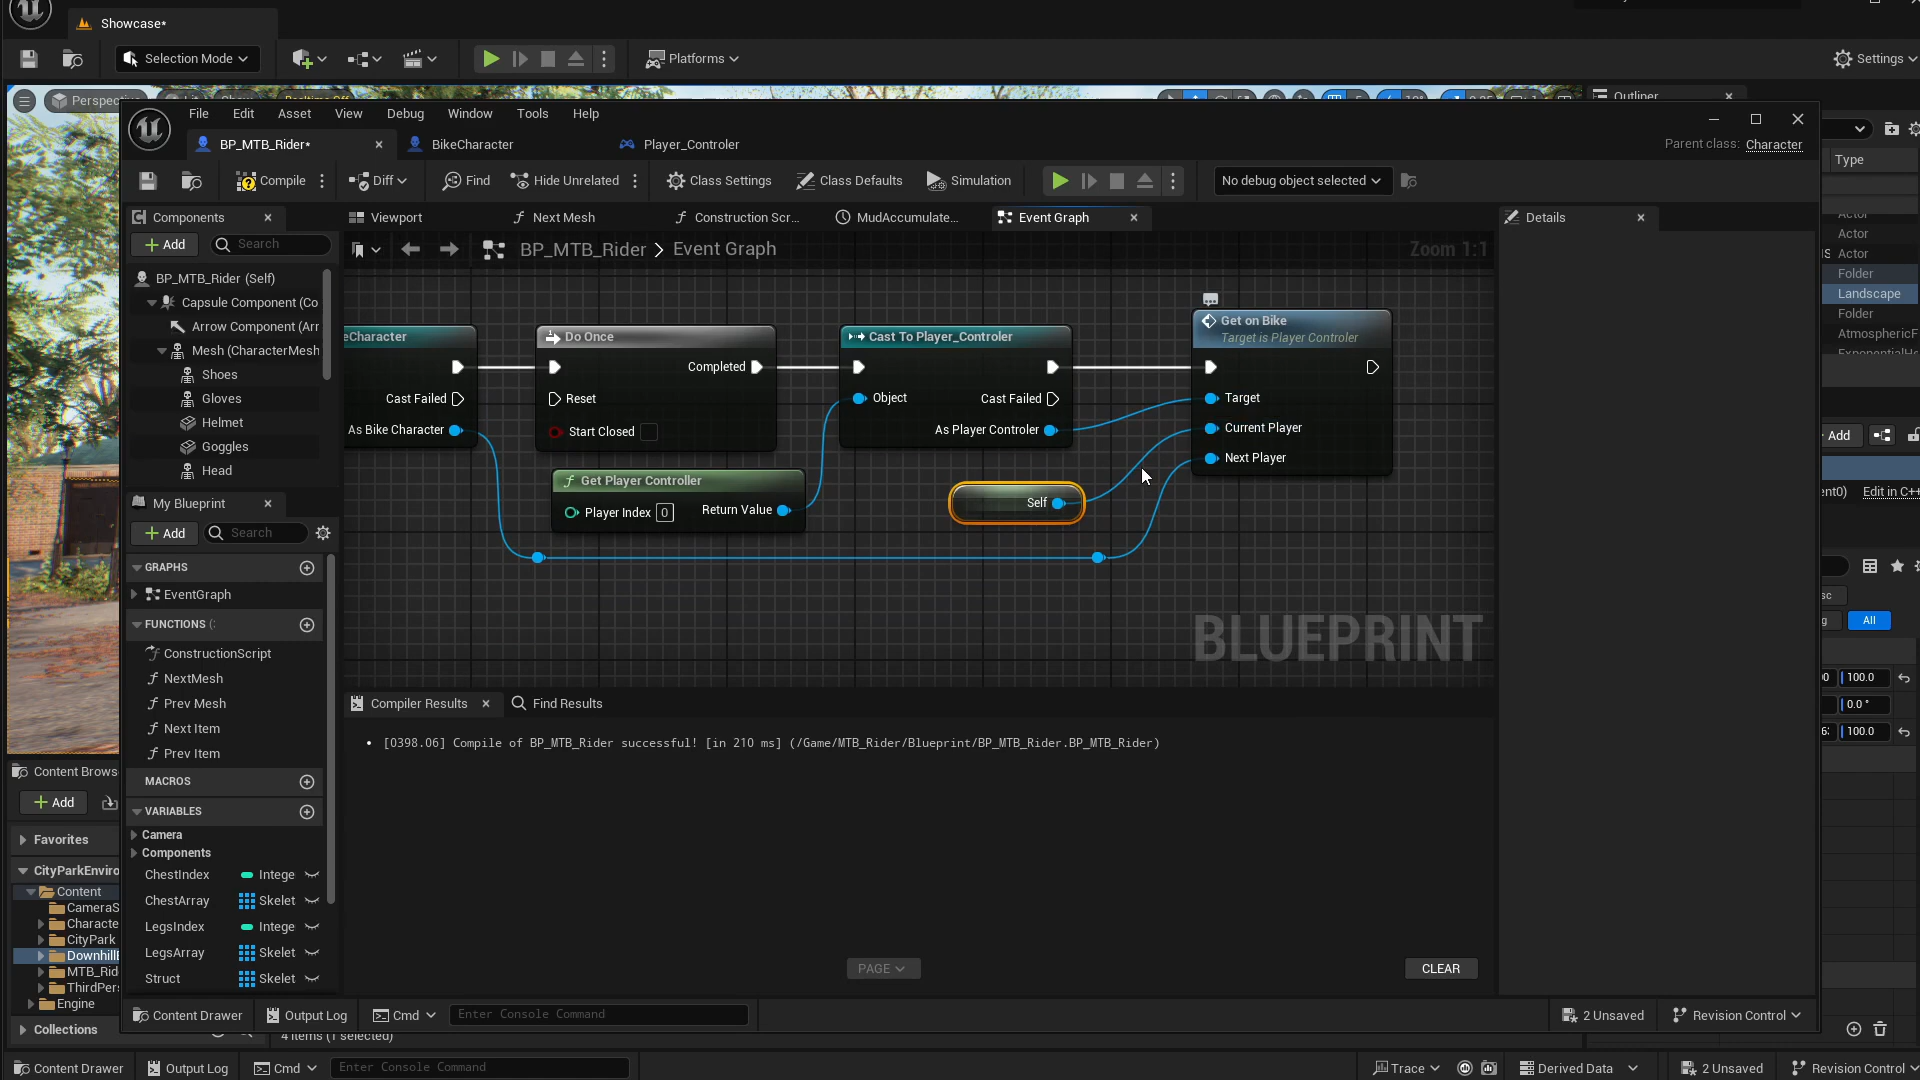 Showcase*
Selection Mode
Platforms
Settings
Outliner
File Edit Asset View Debug Window Tools Help
BP_MTB_Rider*
BikeCharacter
Player_Controler
Parent class: Character
Compile
Diff
Find
Hide Unrelated
Class Settings
Class Defaults
Simulation
No debug object selected
Type
Components
Viewport
Next Mesh
Construction Scr...
MudAccumulate...
Event Graph
Details
Add
Search
BP_MTB_Rider > Event Graph
Zoom 1:1
BP_MTB_Rider (Self)
Capsule Component (Co
Arrow Component (Arr
Mesh (CharacterMesh
Shoes
Gloves
Helmet
Goggles
Head
eCharacter
Cast Failed
As Bike Character
Do Once
Completed
Reset
Start Closed
Cast To Player_Controler
Object
Cast Failed
As Player Controler
Get on Bike
Target is Player Controler
Target
Current Player
Next Player
Get Player Controller
Player Index 0
Return Value
Self
BLUEPRINT
Actor
Actor
Actor
Folder
Landscape
Folder
AtmosphericF
ExponentialHe
Add
ent0) Edit in C++
All
100.0
0.0 °
100.0
My Blueprint
Add
Search
GRAPHS
EventGraph
FUNCTIONS (
ConstructionScript
NextMesh
Prev Mesh
Next Item
Prev Item
MACROS
VARIABLES
Camera
Components
ChestIndex Intege
ChestArray Skelet
LegsIndex Intege
LegsArray Skelet
Struct Skelet
Compiler Results
Find Results
[0398.06] Compile of BP_MTB_Rider successful! [in 210 ms] (/Game/MTB_Rider/Blueprint/BP_MTB_Rider.BP_MTB_Rider)
PAGE
CLEAR
Content Brows
Add
Favorites
CityParkEnviro
Content
CameraS
Characte
CityPark
DownhillB
MTB_Rid
ThirdPers
Engine
Collections
Content Drawer
Output Log
Cmd
Enter Console Command
2 Unsaved
Revision Control
4 items (1 selected)
Content Drawer
Output Log
Cmd
Enter Console Command
Trace
Derived Data
2 Unsaved
Revision Control